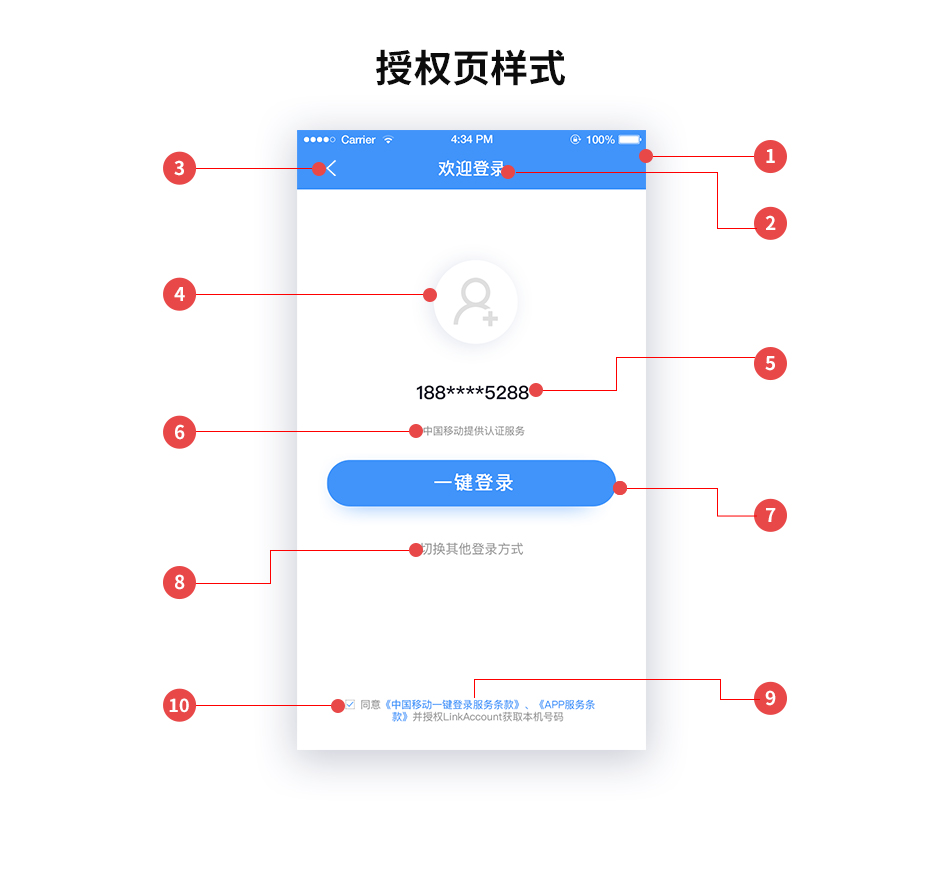 授权页样式
Carrier 4:34 PM 100%
1
3
欢迎登录
2
4
5
188****5288
6
中国移动提供认证服务
一键登录
7
切换其他登录方式
8
9
10
同意《中国移动一键登录服务条款》、《APP服务条
款》并授权LinkAccount获取本机号码